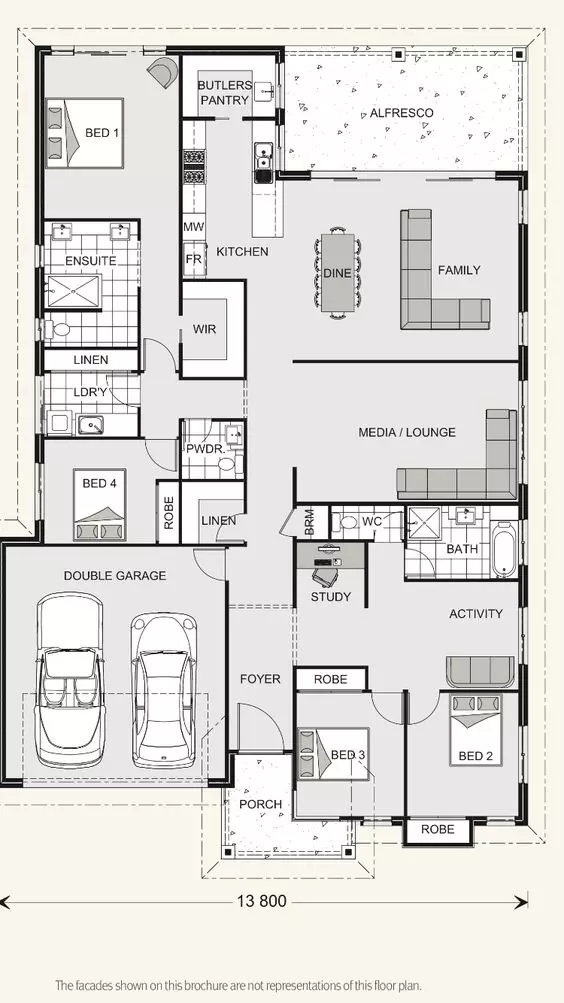 BUTLERS
PANTRY
ALFRESCO
BED 1
MW
KITCHEN
ENSUITE
FR
DINE
FAMILY
WIR
LINEN
LDR'Y
MEDIA / LOUNGE
PWDR.
BED 4
ROBE
LINEN
BRM
WC
BATH
DOUBLE GARAGE
STUDY
ACTIVITY
FOYER
ROBE
BED 3
BED 2
PORCH
ROBE
13 800
The facades shown on this brochure are not representations of this floor plan.